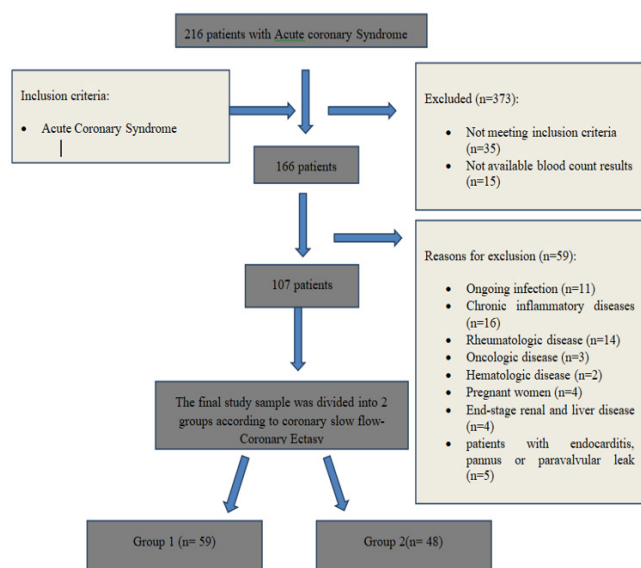 216 patients with Acute coronary Syndrome
Inclusion criteria:
• Acute Coronary Syndrome
Excluded (n=373):
• Not meeting inclusion criteria
(n=35)
• Not available blood count results
(n=15)
166 patients
Reasons for exclusion (n=59):
• Ongoing infection (n=11)
• Chronic inflammatory diseases
(n=16)
• Rheumatologic disease (n=14)
• Oncologic disease (n=3)
• Hematologic disease (n=2)
• Pregnant women (n=4)
• End-stage renal and liver disease
(n=4)
• patients with endocarditis,
pannus or paravalvular leak
(n=5)
107 patients
The final study sample was divided into 2
groups according to coronary slow flow-
Coronary Ectasy
Group 1 (n= 59)
Group 2(n= 48)